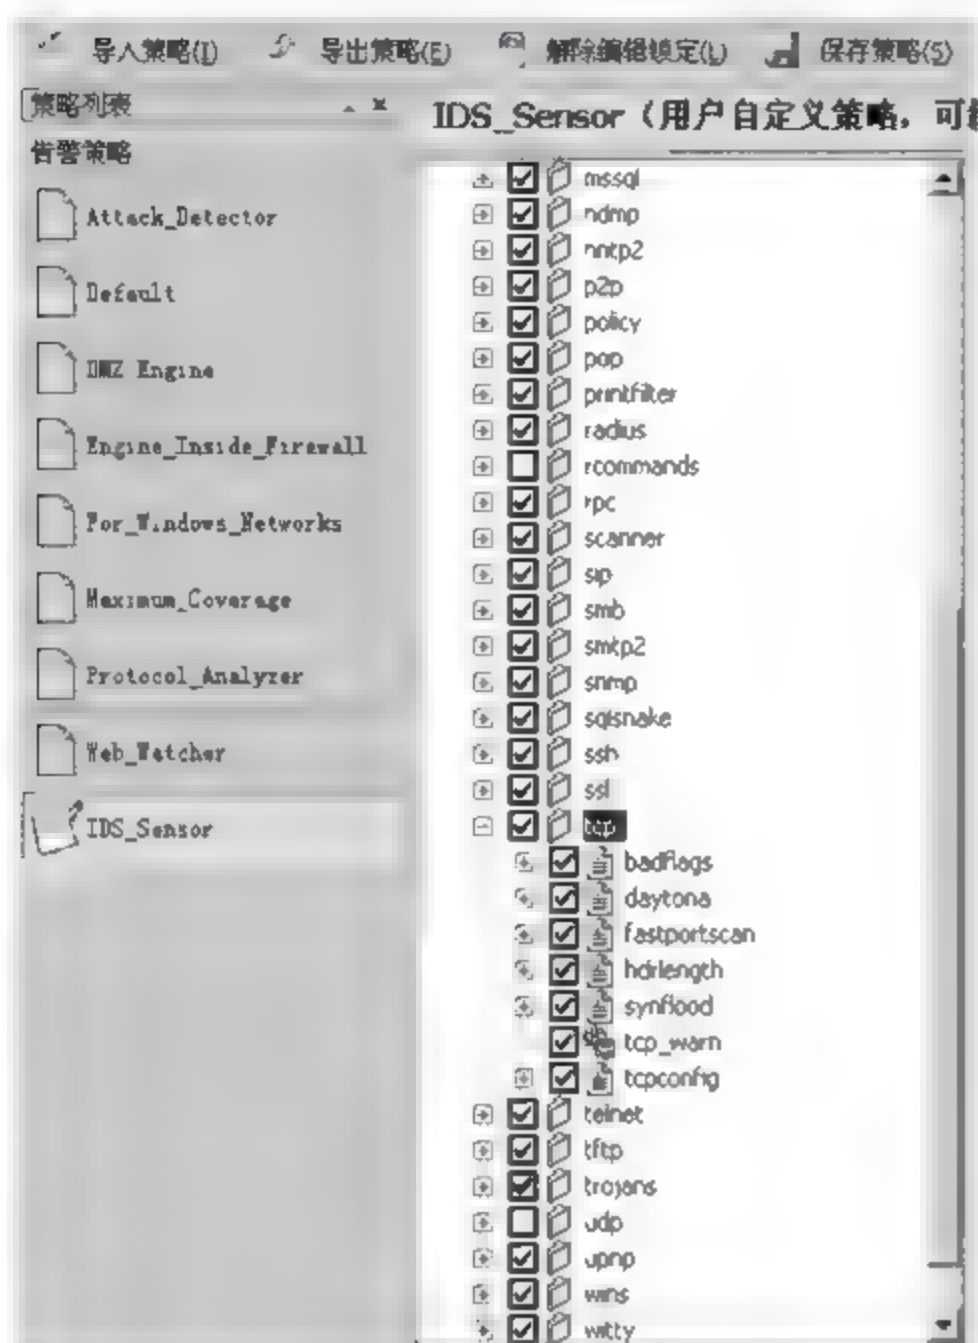 导入策略(I) 导出策略(E) 解除编辑锁定(U) 保存策略(S)
策略列表
IDS_Sensor（用户自定义策略，可
告警策略
Attack_Detector
Default
DMZ Engine
Engine_Inside_Firewall
For_Windows_Networks
Maximum_Coverage
Protocol_Analyzer
Web_Watcher
IDS_Sensor
mssql
ndmp
nntp2
p2p
policy
pop
printfilter
radius
rcommands
rpc
scanner
sip
smb
smtp2
snmp
sqlsnake
ssh
ssl
tcp
badflags
daytona
fastportscan
hdrlength
synflood
tcp_warn
tcpconfig
telnet
tftp
trojans
udp
upnp
wins
witty